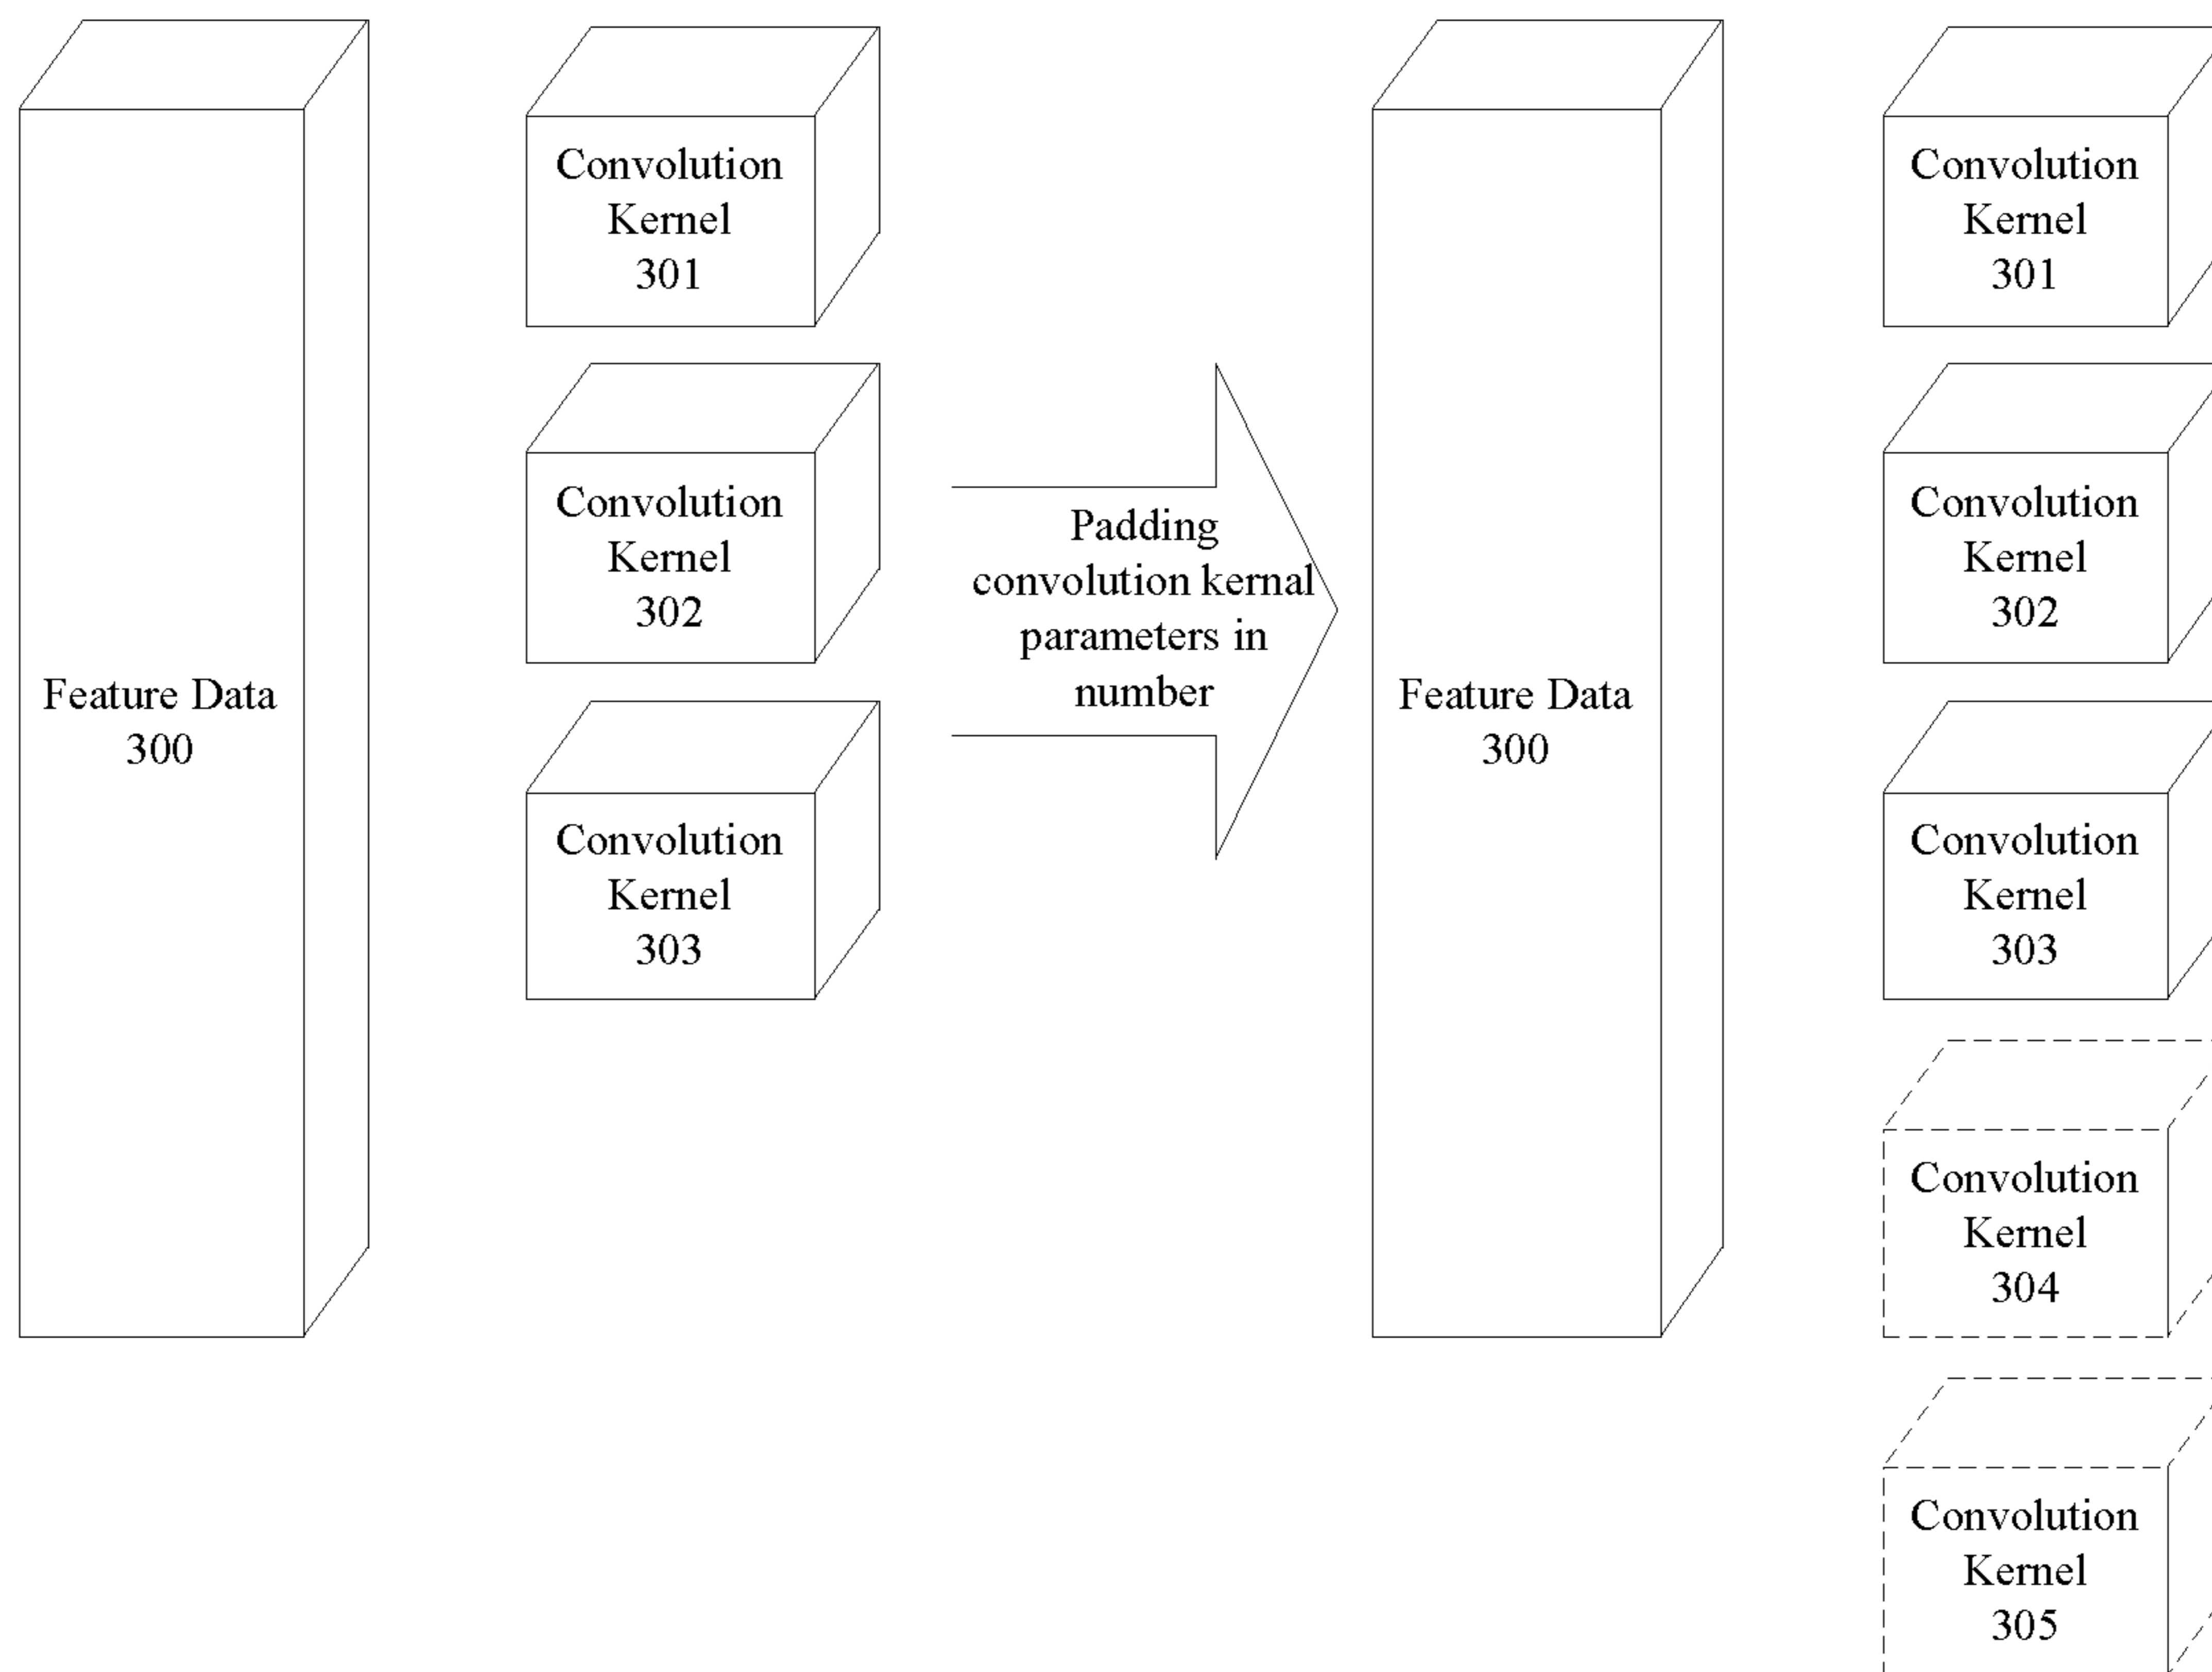 Feature Data
300
Convolution
Kernel
301
Convolution
Kernel
302
Convolution
Kernel
303
Padding
convolution kernal
parameters in
number
Feature Data
300
Convolution
Kernel
301
Convolution
Kernel
302
Convolution
Kernel
303
Convolution
Kernel
304
Convolution
Kernel
305